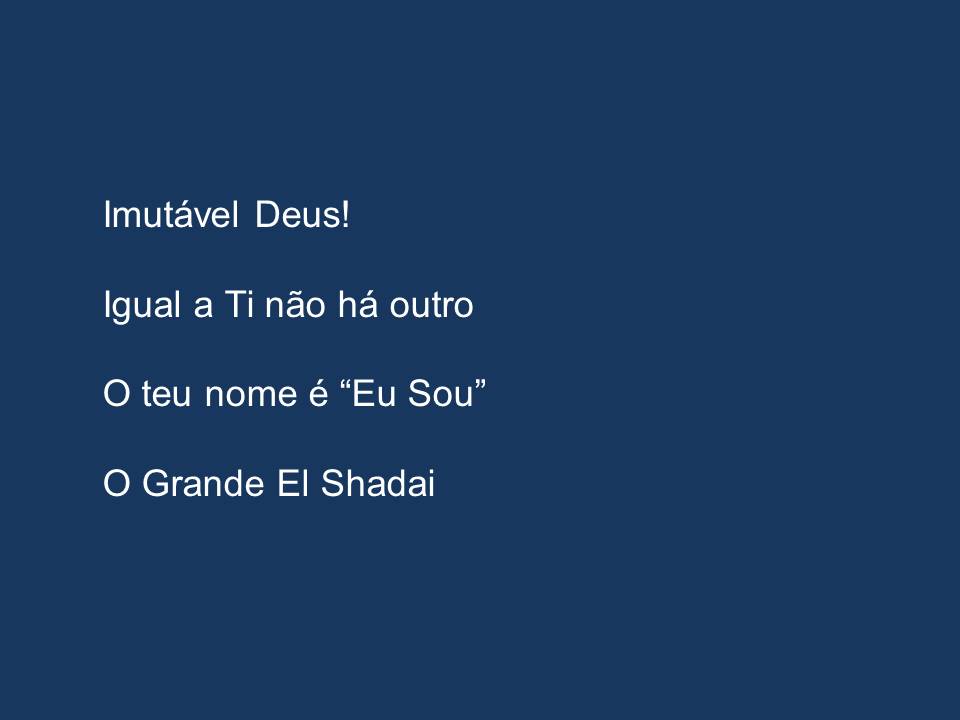 Imutável Deus!
Igual a Ti não há outro
O teu nome é “Eu Sou”
O Grande El Shadai